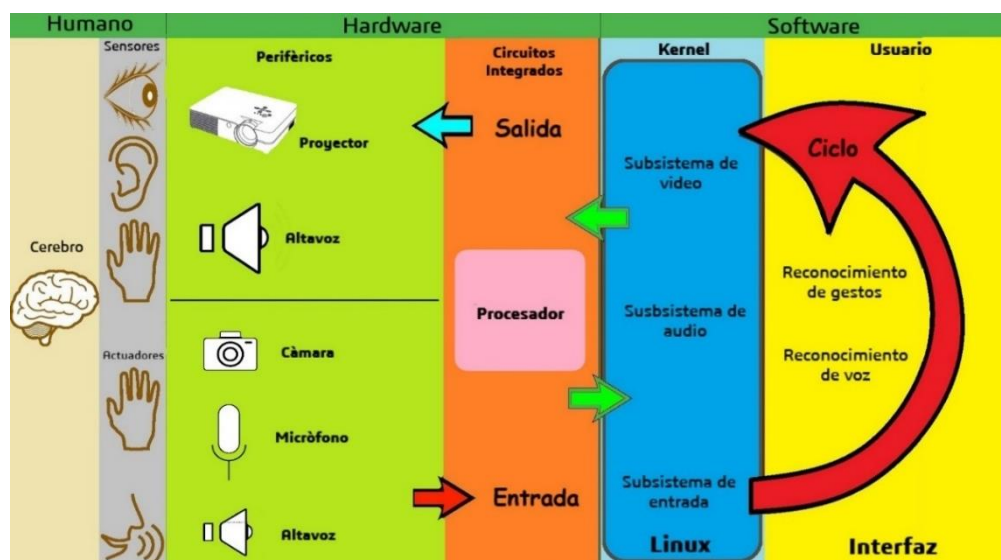 Humano
Hardware
Software
Sensores
Perifèricos
Circuitos
Integrados
Kernel
Usuario
Proyector
Salida
Ciclo
Subsistema de
video
Altavoz
Cerebro
Reconocimiento
de gestos
Procesador
Susbsistema de
audio
Actuadores
Càmara
Reconocimiento
de voz
Micròfono
Entrada
Subsistema de
entrada
Altavoz
Linux
Interfaz